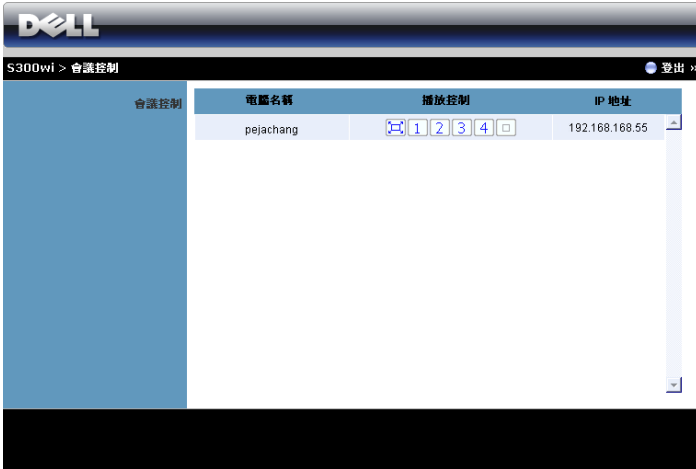 DELL
S300wi > 會議控制
登出 »
會議控制
電腦名稱 播放控制 IP 地址
pejachang 1 2 3 4 192.168.168.55